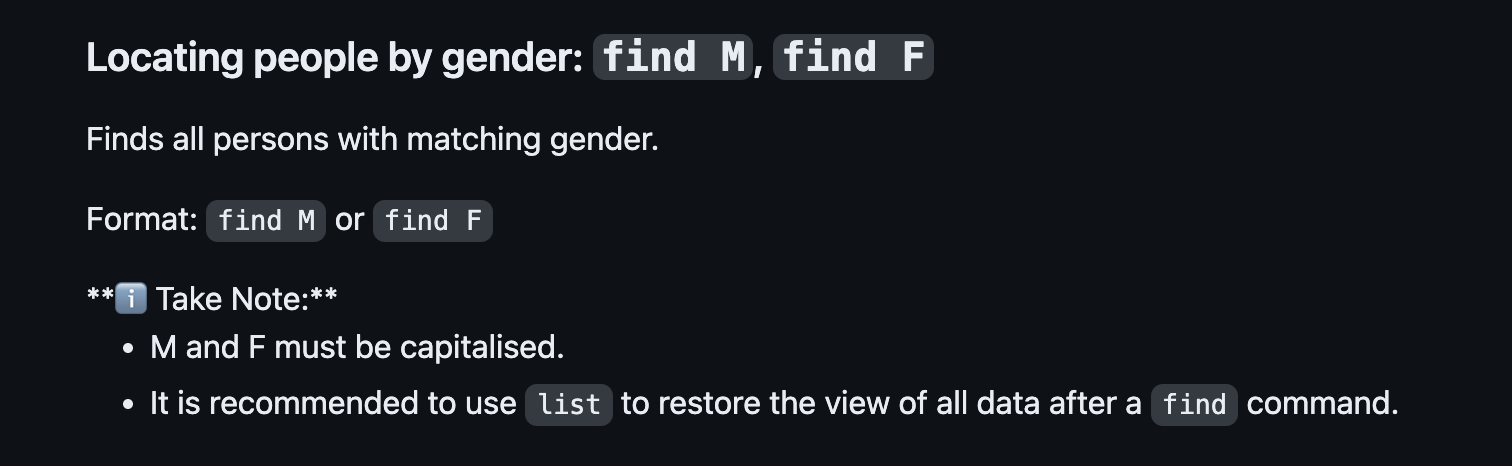 Locating people by gender: find M, find F
Finds all persons with matching gender.
Format: find M or find F
**ℹ️ Take Note:**
• M and F must be capitalised.
• It is recommended to use list to restore the view of all data after a find command.